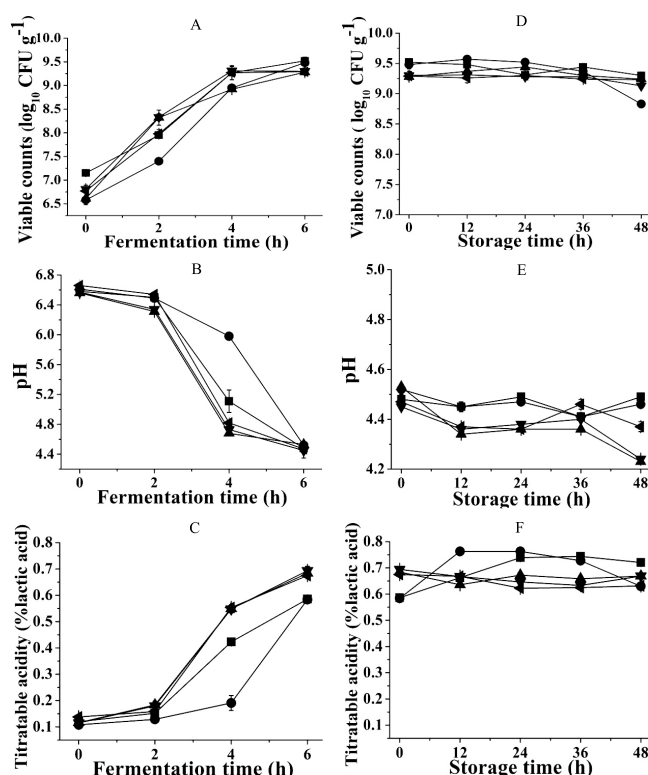 A
Viable counts (log10 CFU g-1)
10.0
9.5
9.0
8.5
8.0
7.5
7.0
6.5
0 2 4 6
Fermentation time (h)
D
Viable counts ( log10 CFU g-1)
10.0
9.5
9.0
8.5
8.0
7.5
7.0
0 12 24 36 48
Storage time (h)
B
pH
6.8
6.4
6.0
5.6
5.2
4.8
4.4
0 2 4 6
Fermentation time (h)
E
pH
5.0
4.8
4.6
4.4
4.2
0 12 24 36 48
Storage time (h)
C
Titratable acidity (%lactic acid)
0.8
0.7
0.6
0.5
0.4
0.3
0.2
0.1
0 2 4 6
Fermentation time (h)
F
Titratable acidity (%lactic acid)
0.8
0.7
0.6
0.5
0.4
0.3
0.2
0.1
0 12 24 36 48
Storage time (h)